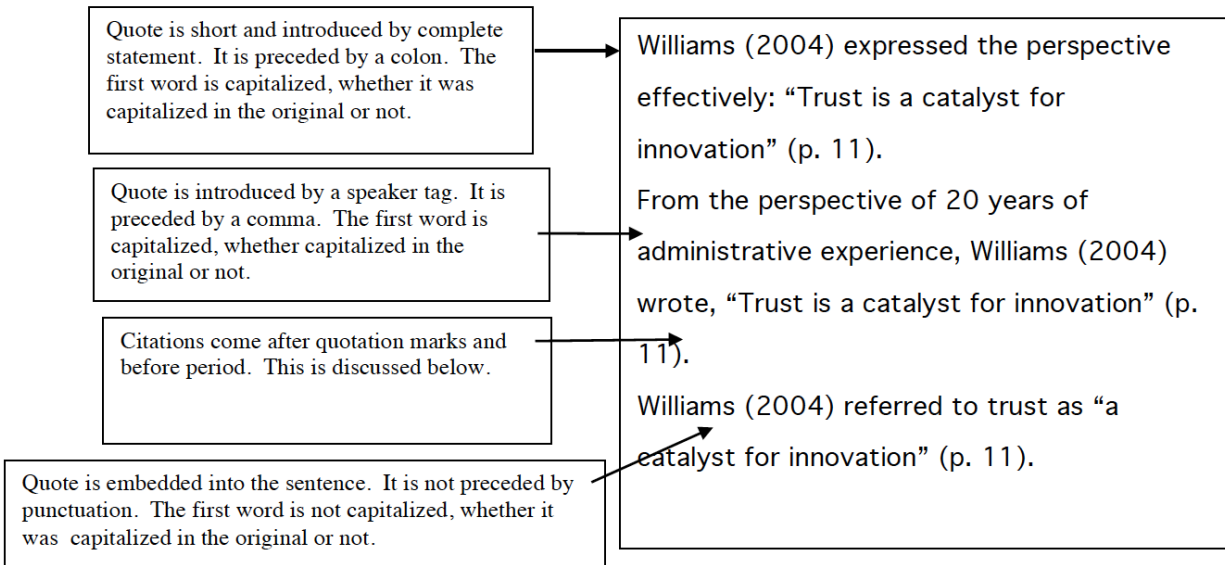 Quote is short and introduced by complete
statement.  It is preceded by a colon.  The
first word is capitalized, whether it was
capitalized in the original or not.
Quote is introduced by a speaker tag.  It is
preceded by a comma.  The first word is
capitalized, whether capitalized in the
original or not.
Citations come after quotation marks and
before period.  This is discussed below.
Quote is embedded into the sentence.  It is not preceded by
punctuation.  The first word is not capitalized, whether it
was  capitalized in the original or not.
Williams (2004) expressed the perspective
effectively: “Trust is a catalyst for
innovation” (p. 11).
From the perspective of 20 years of
administrative experience, Williams (2004)
wrote, “Trust is a catalyst for innovation” (p.
11).
Williams (2004) referred to trust as “a
catalyst for innovation” (p. 11).